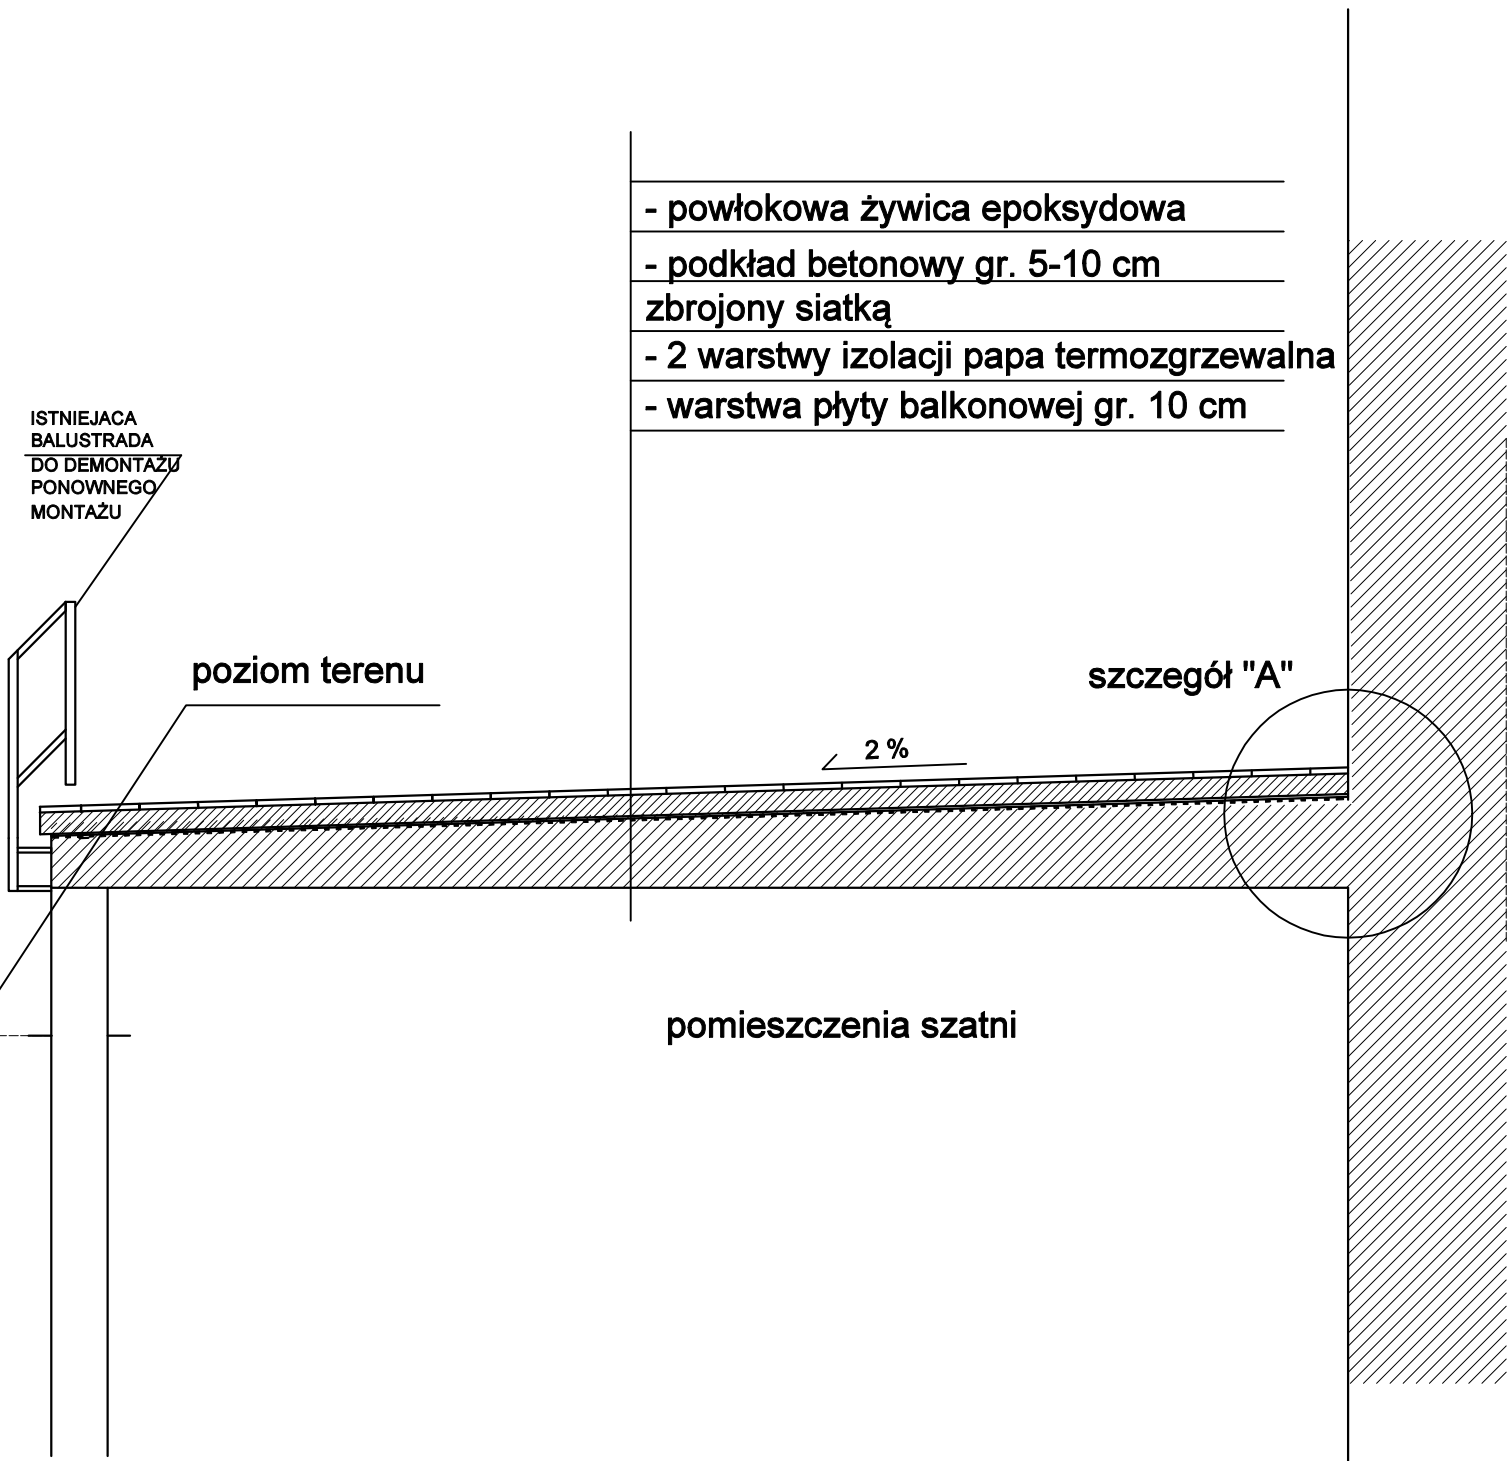 - powłokowa żywica epoksydowa
- podkład betonowy gr. 5-10 cm
zbrojony siatką
- 2 warstwy izolacji papa termozgrzewalna
- warstwa płyty balkonowej gr. 10 cm
ISTNIEJACA
BALUSTRADA
DO DEMONTAŻU
PONOWNEGO
MONTAŻU
poziom terenu
szczegół "A"
2 %
pomieszczenia szatni